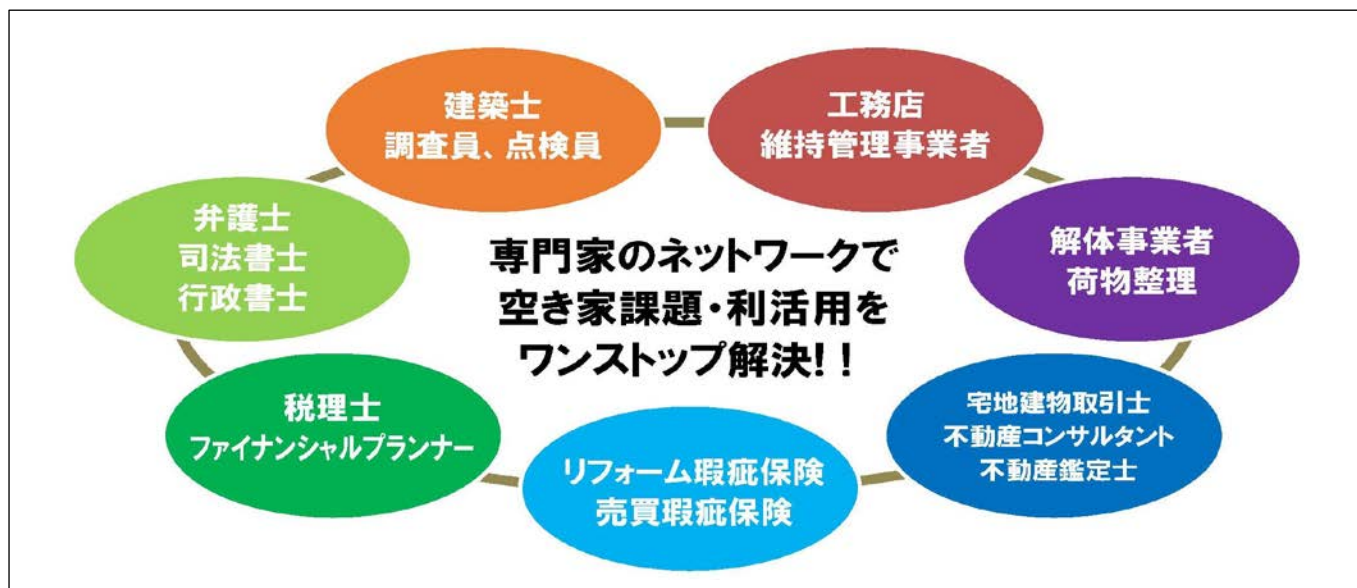 建築士
調査員、点検員
工務店
維持管理事業者
弁護士
司法書士
行政書士
専門家のネットワークで
空き家課題・利活用を
ワンストップ解決！！
解体事業者
荷物整理
税理士
ファイナンシャルプランナー
リフォーム瑕疵保険
売買瑕疵保険
宅地建物取引士
不動産コンサルタント
不動産鑑定士